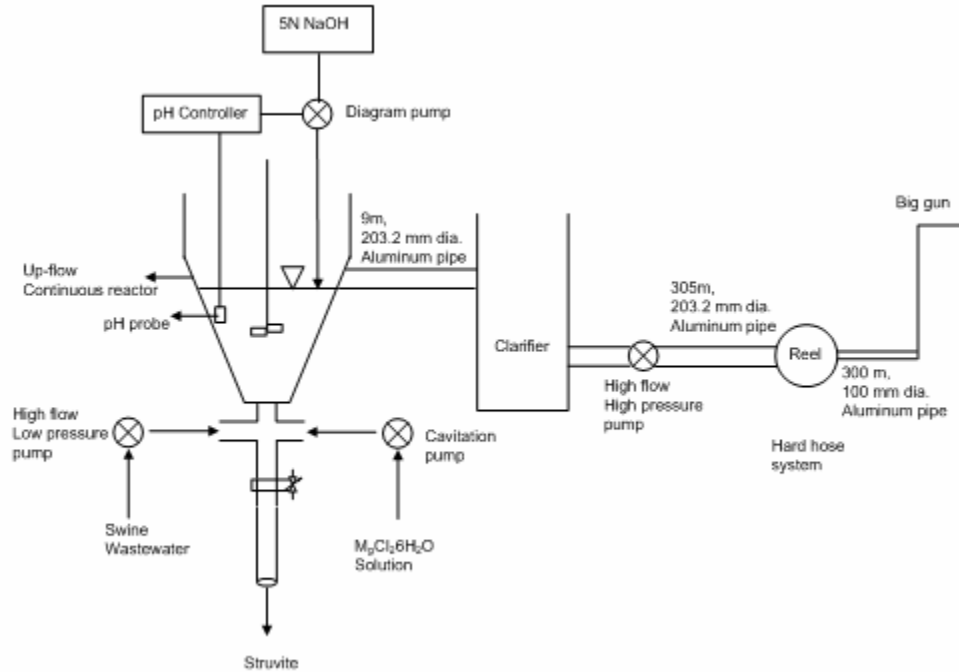 5N NaOH
pH Controller
Diagram pump
9m,
203.2 mm dia.
Aluminum pipe
Big gun
Up-flow
Continuous reactor
pH probe
305m,
203.2 mm dia.
Aluminum pipe
Clarifier
Reel
High flow
High pressure
pump
300 m,
100 mm dia.
Aluminum pipe
High flow
Low pressure
pump
Cavitation
pump
Hard hose
system
Swine
Wastewater
MgCl₂6H₂O
Solution
Struvite